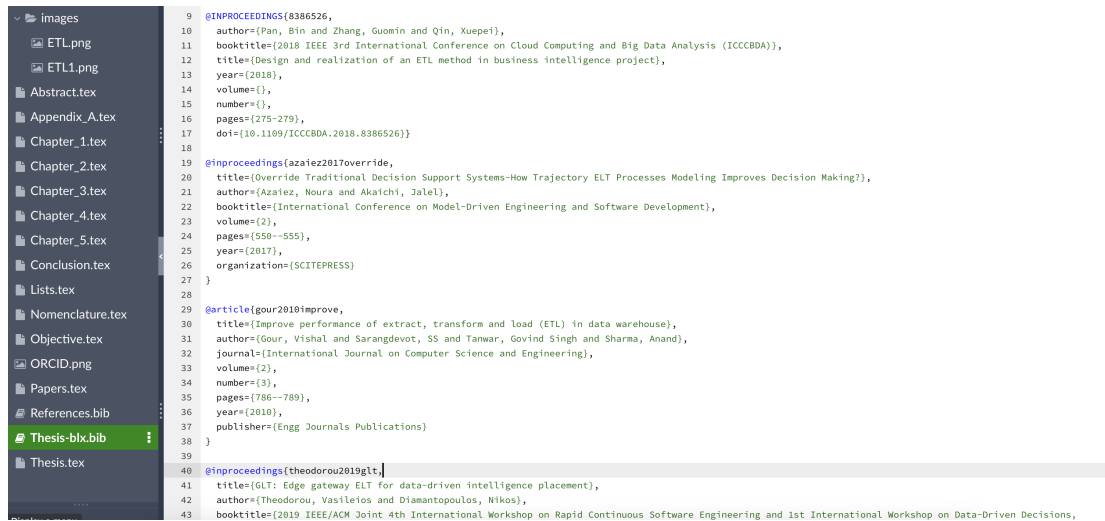 images
ETL.png
ETL1.png
Abstract.tex
Appendix_A.tex
Chapter_1.tex
Chapter_2.tex
Chapter_3.tex
Chapter_4.tex
Chapter_5.tex
Conclusion.tex
Lists.tex
Nomenclature.tex
Objective.tex
ORCID.png
Papers.tex
References.bib
Thesis-blx.bib
Thesis.tex
9 @INPROCEEDINGS{8386526,
10 author={Pan, Bin and Zhang, Guomin and Qin, Xuepei},
11 booktitle={2018 IEEE 3rd International Conference on Cloud Computing and Big Data Analysis (ICCCBDA)},
12 title={Design and realization of an ETL method in business intelligence project},
13 year={2018},
14 volume={},
15 number={},
16 pages={275-279},
17 doi={10.1109/ICCCBDA.2018.8386526}}
18
19 @inproceedings{azaiez2017override,
20 title={Override Traditional Decision Support Systems-How Trajectory ELT Processes Modeling Improves Decision Making?},
21 author={Azaiez, Noura and Akaichi, Jalel},
22 booktitle={International Conference on Model-Driven Engineering and Software Development},
23 volume={2},
24 pages={550--555},
25 year={2017},
26 organization={SCITEPRESS}
27 }
28
29 @article{gour2010improve,
30 title={Improve performance of extract, transform and load (ETL) in data warehouse},
31 author={Gour, Vishal and Sarangdevot, SS and Tanwar, Govind Singh and Sharma, Anand},
32 journal={International Journal on Computer Science and Engineering},
33 volume={2},
34 number={3},
35 pages={786--789},
36 year={2010},
37 publisher={Engg Journals Publications}
38 }
39
40 @inproceedings{theodorou2019glt,
41 title={GLT: Edge gateway ELT for data-driven intelligence placement},
42 author={Theodorou, Vasileios and Diamantopoulos, Nikos},
43 booktitle={2019 IEEE/ACM Joint 4th International Workshop on Rapid Continuous Software Engineering and 1st International Workshop on Data-Driven Decisions,